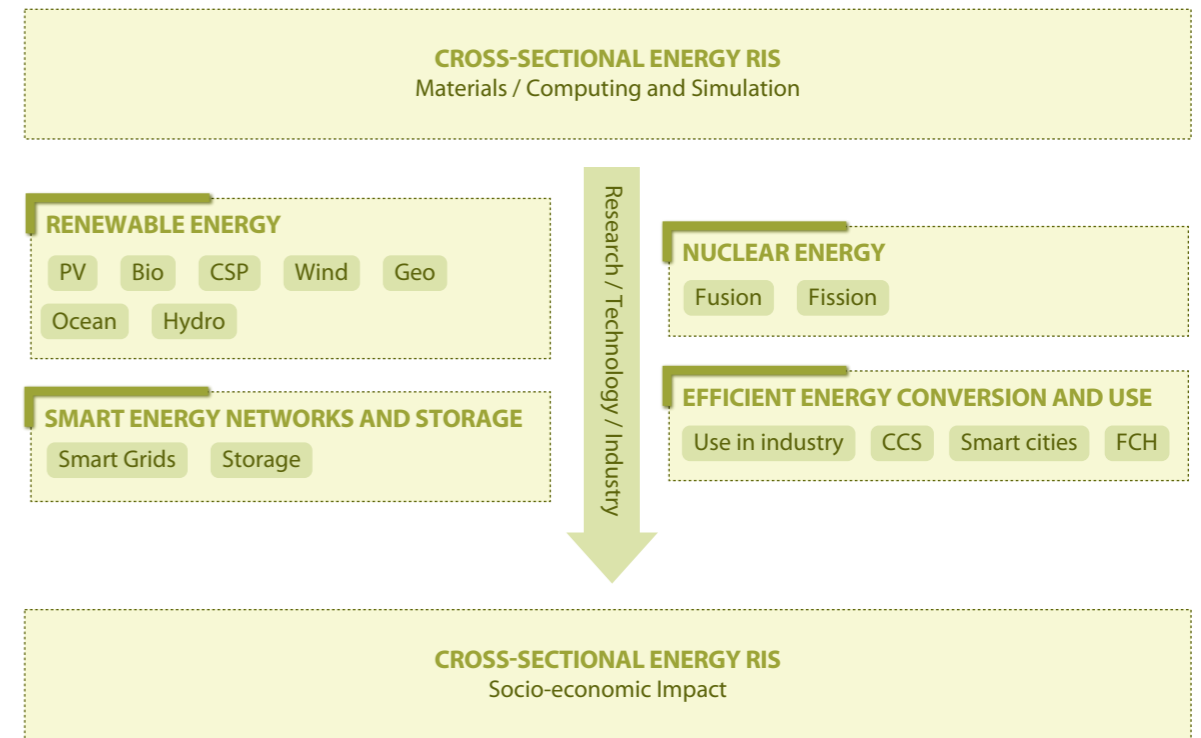 CROSS-SECTIONAL ENERGY RIS
Materials / Computing and Simulation
RENEWABLE ENERGY
PV Bio CSP Wind Geo
Ocean Hydro
SMART ENERGY NETWORKS AND STORAGE
Smart Grids Storage
Research / Technology / Industry
NUCLEAR ENERGY
Fusion Fission
EFFICIENT ENERGY CONVERSION AND USE
Use in industry CCS Smart cities FCH
CROSS-SECTIONAL ENERGY RIS
Socio-economic Impact